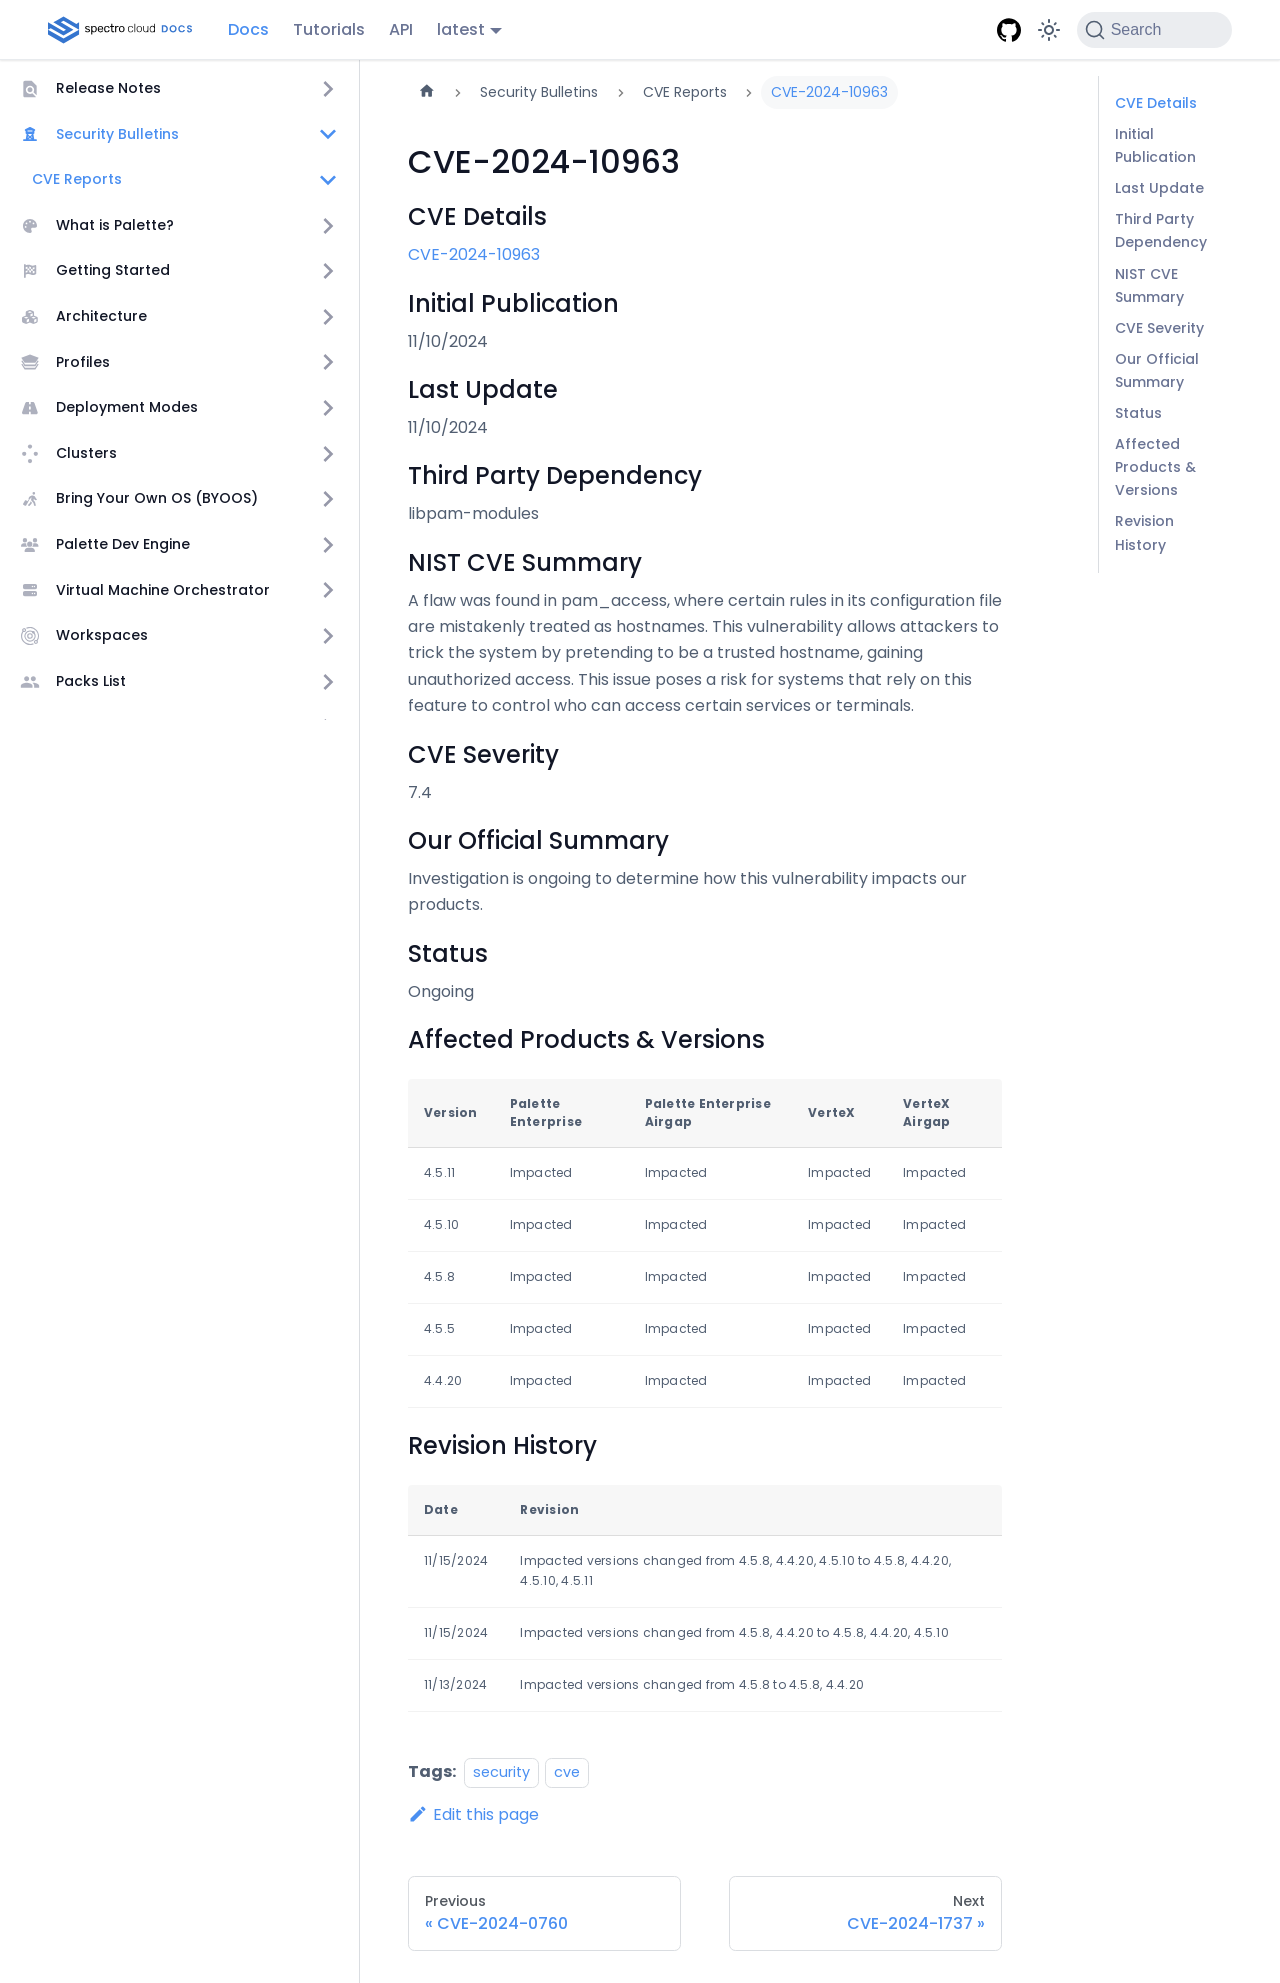 spectro cloud DOCS
Docs
Tutorials
API
latest
Search
Release Notes
Security Bulletins
CVE Reports
What is Palette?
Getting Started
Architecture
Profiles
Deployment Modes
Clusters
Bring Your Own OS (BYOOS)
Palette Dev Engine
Virtual Machine Orchestrator
Workspaces
Packs List
Security Bulletins
CVE Reports
CVE-2024-10963
CVE-2024-10963
CVE Details
CVE-2024-10963
Initial Publication
11/10/2024
Last Update
11/10/2024
Third Party Dependency
libpam-modules
NIST CVE Summary
A flaw was found in pam_access, where certain rules in its configuration file
are mistakenly treated as hostnames. This vulnerability allows attackers to
trick the system by pretending to be a trusted hostname, gaining
unauthorized access. This issue poses a risk for systems that rely on this
feature to control who can access certain services or terminals.
CVE Severity
7.4
Our Official Summary
Investigation is ongoing to determine how this vulnerability impacts our
products.
Status
Ongoing
Affected Products & Versions
Version Palette Enterprise Palette Enterprise Airgap VerteX VerteX Airgap
4.5.11 Impacted Impacted Impacted Impacted
4.5.10 Impacted Impacted Impacted Impacted
4.5.8 Impacted Impacted Impacted Impacted
4.5.5 Impacted Impacted Impacted Impacted
4.4.20 Impacted Impacted Impacted Impacted
Revision History
Date Revision
11/15/2024 Impacted versions changed from 4.5.8, 4.4.20, 4.5.10 to 4.5.8, 4.4.20,
4.5.10, 4.5.11
11/15/2024 Impacted versions changed from 4.5.8, 4.4.20 to 4.5.8, 4.4.20, 4.5.10
11/13/2024 Impacted versions changed from 4.5.8 to 4.5.8, 4.4.20
Tags: security cve
Edit this page
Previous
« CVE-2024-0760
Next
CVE-2024-1737 »
CVE Details
Initial
Publication
Last Update
Third Party
Dependency
NIST CVE
Summary
CVE Severity
Our Official
Summary
Status
Affected
Products &
Versions
Revision
History